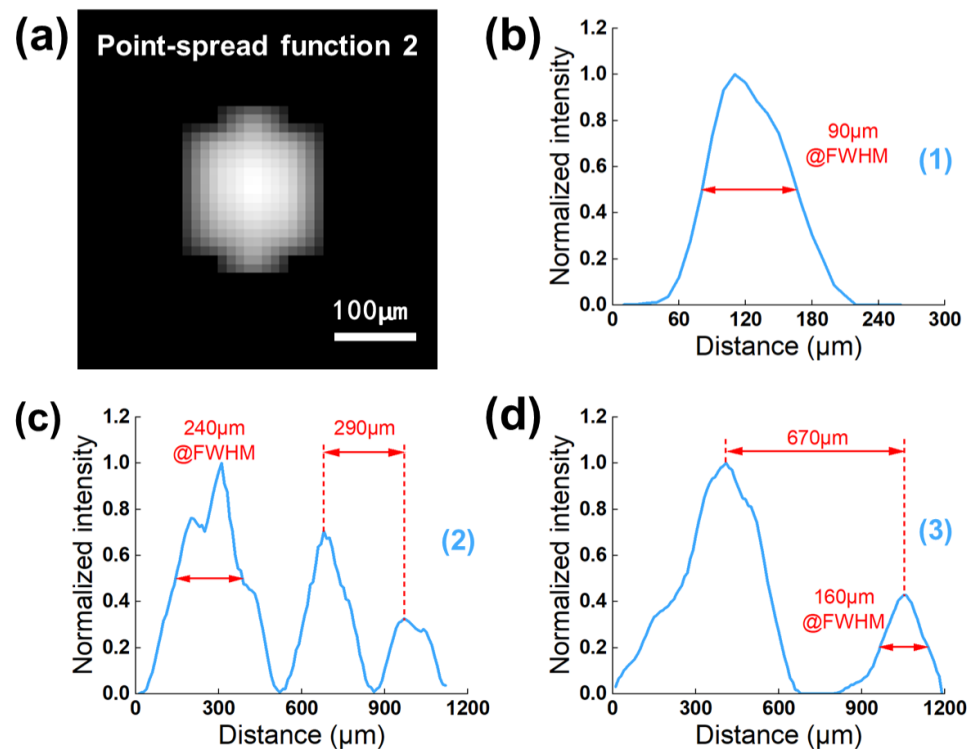 (a)
Point-spread function 2
100μm
(b)
Normalized intensity
1.2
1.0
0.8
0.6
0.4
0.2
0.0
0 60 120 180 240 300
Distance (μm)
90μm
@FWHM
(1)
(c)
Normalized intensity
1.2
1.0
0.8
0.6
0.4
0.2
0.0
0 300 600 900 1200
Distance (μm)
240μm
@FWHM
290μm
(2)
(d)
Normalized intensity
1.2
1.0
0.8
0.6
0.4
0.2
0.0
0 300 600 900 1200
Distance (μm)
670μm
160μm
@FWHM
(3)